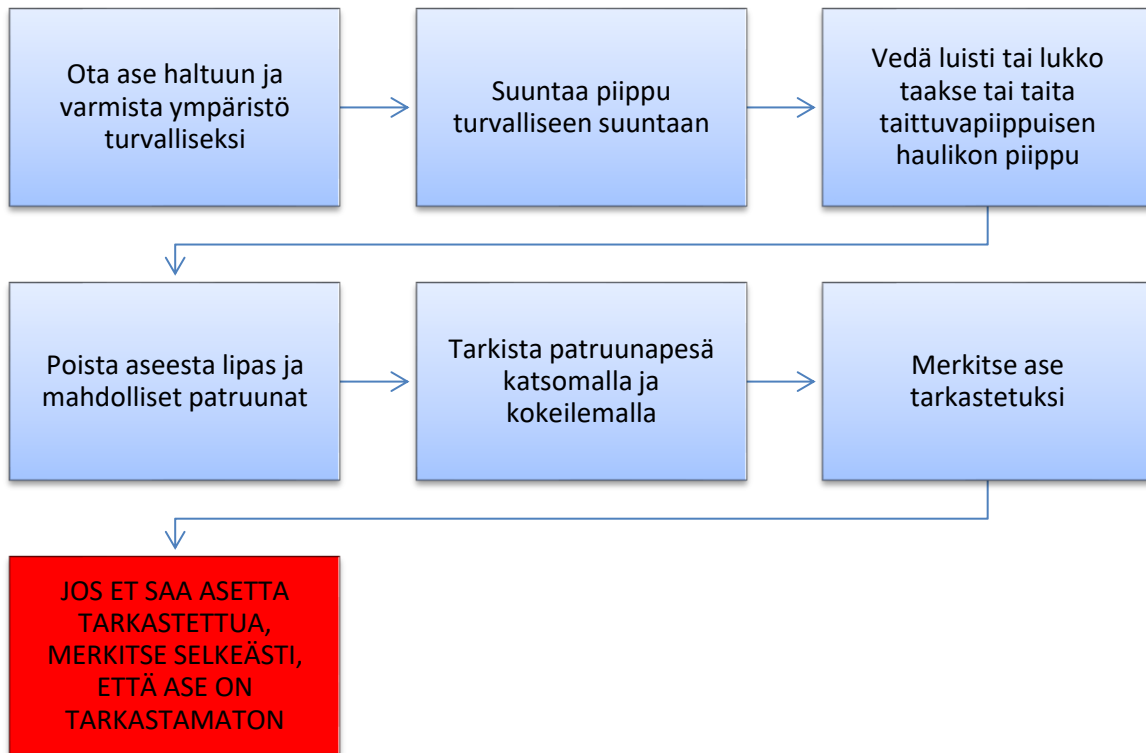 Ota ase haltuun ja
varmista ympäristö
turvalliseksi
Suuntaa piippu
turvalliseen suuntaan
Vedä luisti tai lukko
taakse tai taita
taittuvapiippuisen
haulikon piippu
Poista aseesta lipas ja
mahdolliset patruunat
Tarkista patruunapesä
katsomalla ja
kokeilemalla
Merkitse ase
tarkastetuksi
JOS ET SAA ASETTA
TARKASTETTUA,
MERKITSE SELKEÄSTI,
ETTÄ ASE ON
TARKASTAMATON